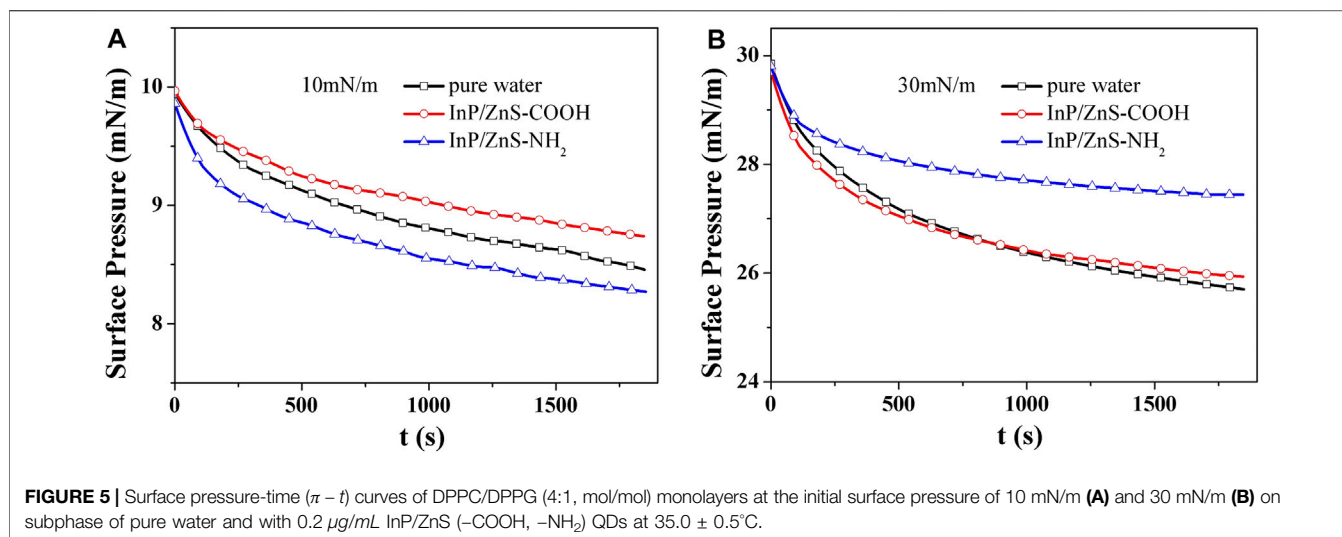 A
10mN/m
pure water
InP/ZnS-COOH
InP/ZnS-NH₂
Surface Pressure (mN/m)
10
9
8
0
500
1000
1500
t (s)
B
30mN/m
pure water
InP/ZnS-COOH
InP/ZnS-NH₂
Surface Pressure (mN/m)
30
28
26
24
0
500
1000
1500
t (s)
FIGURE 5 | Surface pressure-time (π – t) curves of DPPC/DPPG (4:1, mol/mol) monolayers at the initial surface pressure of 10 mN/m (A) and 30 mN/m (B) on
subphase of pure water and with 0.2 μg/mL InP/ZnS (–COOH, –NH₂) QDs at 35.0 ± 0.5°C.